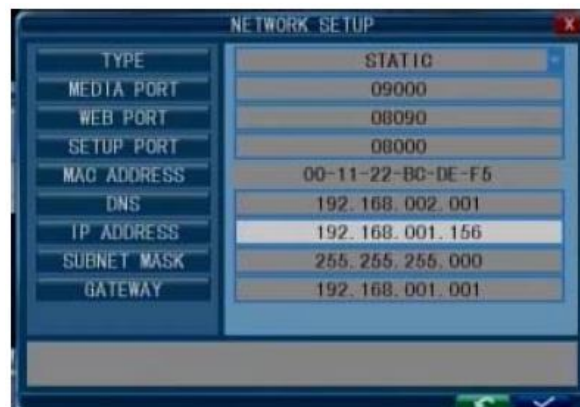 NETWORK SETUP X
TYPE STATIC
MEDIA PORT 09000
WEB PORT 08090
SETUP PORT 08000
MAC ADDRESS 00-11-22-BC-DE-F5
DNS 192.168.002.001
IP ADDRESS 192.168.001.156
SUBNET MASK 255.255.255.000
GATEWAY 192.168.001.001